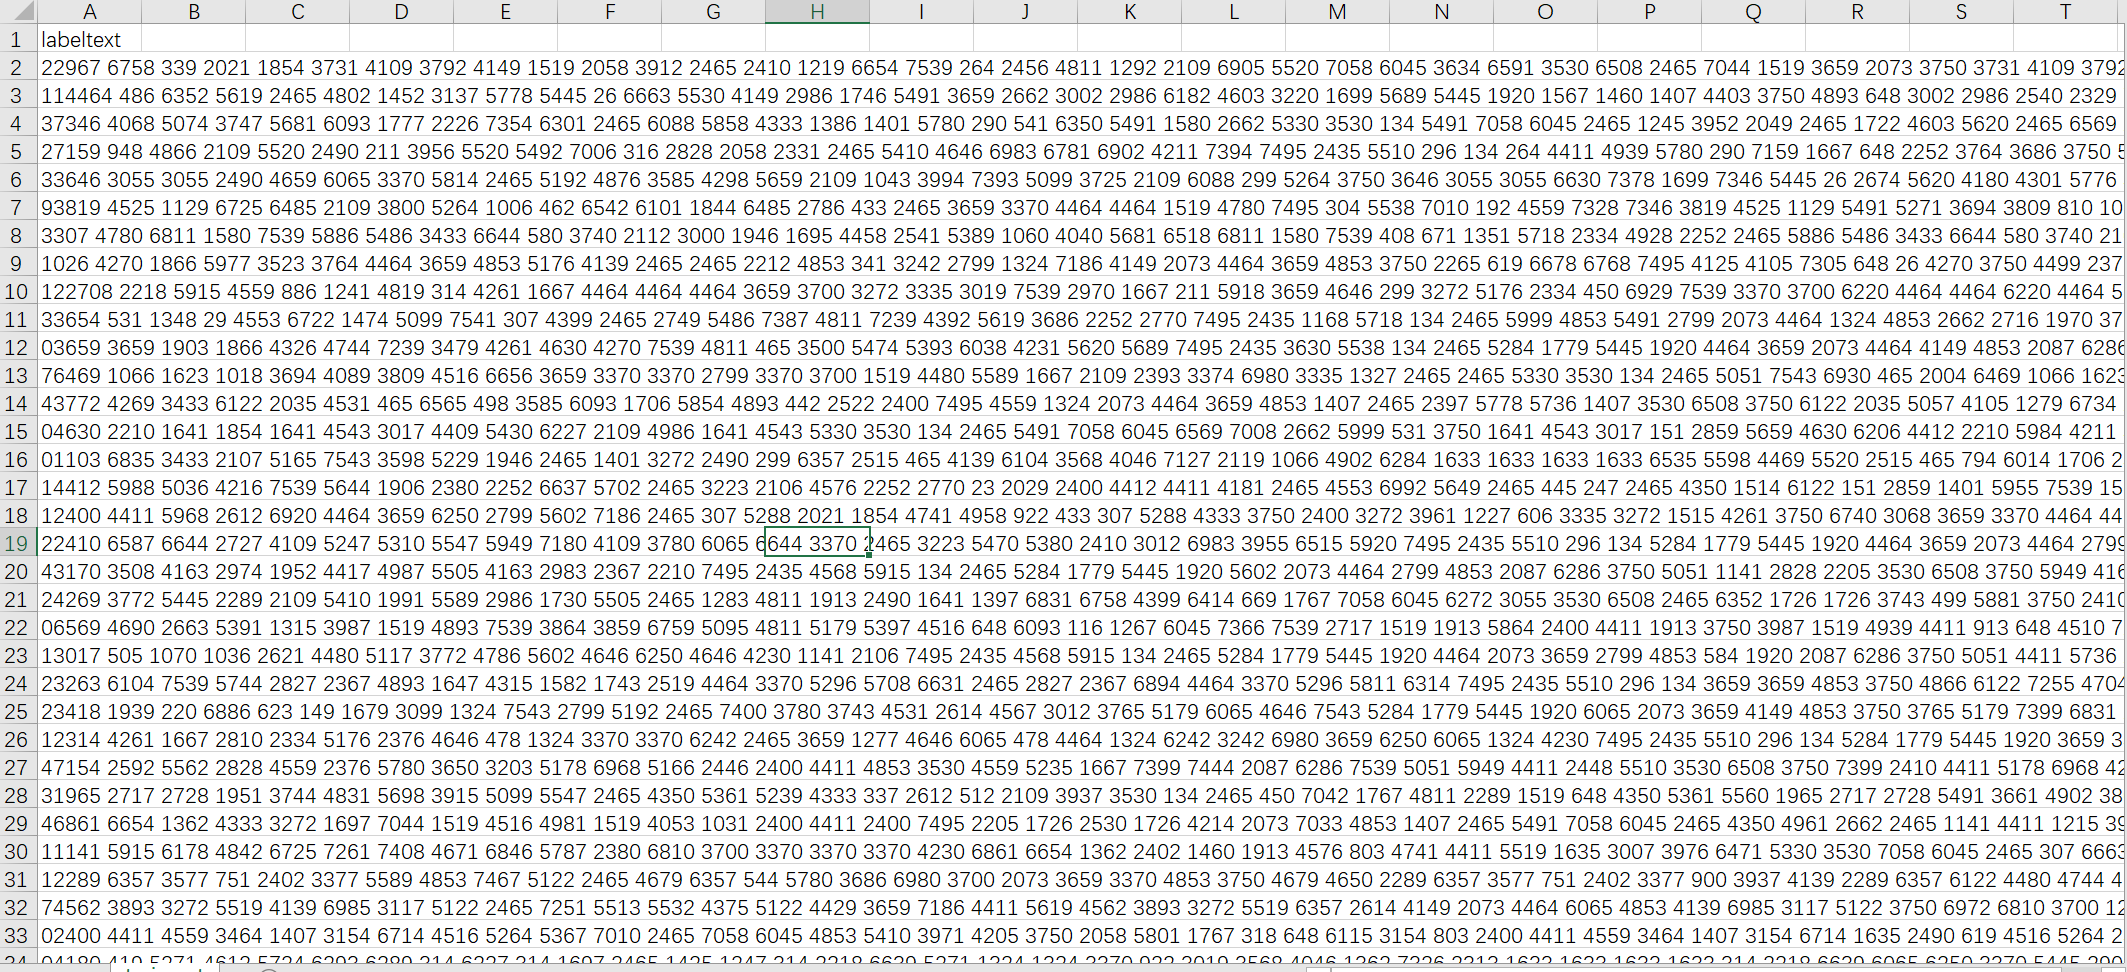 A B C D E F G H I J K L M N O P Q R S T
1 labeltext
2 22967 6758 339 2021 1854 3731 4109 3792 4149 1519 2058 3912 2465 2410 1219 6654 7539 264 2456 4811 1292 2109 6905 5520 7058 6045 3634 6591 3530 6508 2465 7044 1519 3659 2073 3750 3731 4109 3792
3 114464 486 6352 5619 2465 4802 1452 3137 5778 5445 26 6663 5530 4149 2986 1746 5491 3659 2662 3002 2986 6182 4603 3220 1699 5689 5445 1920 1567 1460 1407 4403 3750 4893 648 3002 2986 2540 2329
4 37346 4068 5074 3747 5681 6093 1777 2226 7354 6301 2465 6088 5858 4333 1386 1401 5780 290 541 6350 5491 1580 2662 5330 3530 134 5491 7058 6045 2465 1245 3952 2049 2465 1722 4603 5620 2465 6569
5 27159 948 4866 2109 5520 2490 211 3956 5520 5492 7006 316 2828 2058 2331 2465 5410 4646 6983 6781 6902 4211 7394 7495 2435 5510 296 134 264 4411 4939 5780 290 7159 1667 648 2252 3764 3686 3750
6 33646 3055 3055 2490 4659 6065 3370 5814 2465 5192 4876 3585 4298 5659 2109 1043 3994 7393 5099 3725 2109 6088 299 5264 3750 3646 3055 3055 6630 7378 1699 7346 5445 26 2674 5620 4180 4301 5776
7 93819 4525 1129 6725 6485 2109 3800 5264 1006 462 6542 6101 1844 6485 2786 433 2465 3659 3370 4464 4464 1519 4780 7495 304 5538 7010 192 4559 7328 7346 3819 4525 1129 5491 5271 3694 3809 810 10
8 3307 4780 6811 1580 7539 5886 5486 3433 6644 580 3740 2112 3000 1946 1695 4458 2541 5389 1060 4040 5681 6518 6811 1580 7539 408 671 1351 5718 2334 4928 2252 2465 5886 5486 3433 6644 580 3740 21
9 1026 4270 1866 5977 3523 3764 4464 3659 4853 5176 4139 2465 2465 2212 4853 341 3242 2799 1324 7186 4149 2073 4464 3659 4853 3750 2265 619 6678 6768 7495 4125 4105 7305 648 26 4270 3750 4499 237
10 122708 2218 5915 4559 886 1241 4819 314 4261 1667 4464 4464 4464 3659 3700 3272 3335 3019 7539 2970 1667 211 5918 3659 4646 299 3272 5176 2334 450 6929 7539 3370 3700 6220 4464 4464 6220 4464 5
11 33654 531 1348 29 4553 6722 1474 5099 7541 307 4399 2465 2749 5486 7387 4811 7239 4392 5619 3686 2252 2770 7495 2435 1168 5718 134 2465 5999 4853 5491 2799 2073 4464 1324 4853 2662 2716 1970 37
12 03659 3659 1903 1866 4326 4744 7239 3479 4261 4630 4270 7539 4811 465 3500 5474 5393 6038 4231 5620 5689 7495 2435 3630 5538 134 2465 5284 1779 5445 1920 4464 3659 2073 4464 4149 4853 2087 6286
13 76469 1066 1623 1018 3694 4089 3809 4516 6656 3659 3370 3370 2799 3370 3700 1519 4480 5589 1667 2109 2393 3374 6980 3335 1327 2465 2465 5330 3530 134 2465 5051 7543 6930 465 2004 6469 1066 1623
14 43772 4269 3433 6122 2035 4531 465 6565 498 3585 6093 1706 5854 4893 442 2522 2400 7495 4559 1324 2073 4464 3659 4853 1407 2465 2397 5778 5736 1407 3530 6508 3750 6122 2035 5057 4105 1279 6734
15 04630 2210 1641 1854 1641 4543 3017 4409 5430 6227 2109 4986 1641 4543 5330 3530 134 2465 5491 7058 6045 6569 7008 2662 5999 531 3750 1641 4543 3017 151 2859 5659 4630 6206 4412 2210 5984 4211
16 01103 6835 3433 2107 5165 7543 3598 5229 1946 2465 1401 3272 2490 299 6357 2515 465 4139 6104 3568 4046 7127 2119 1066 4902 6284 1633 1633 1633 1633 6535 5598 4469 5520 2515 465 794 6014 1706 2
17 14412 5988 5036 4216 7539 5644 1906 2380 2252 6637 5702 2465 3223 2106 4576 2252 2770 23 2029 2400 4412 4411 4181 2465 4553 6992 5649 2465 445 247 2465 4350 1514 6122 151 2859 1401 5955 7539 15
18 12400 4411 5968 2612 6920 4464 3659 6250 2799 5602 7186 2465 307 5288 2021 1854 4741 4958 922 433 307 5288 4333 3750 2400 3272 3961 1227 606 3335 3272 1515 4261 3750 6740 3068 3659 3370 4464 44
19 22410 6587 6644 2727 4109 5247 5310 5547 5949 7180 4109 3780 6065 6644 3370 2465 3223 5470 5380 2410 3012 6983 3955 6515 5920 7495 2435 5510 296 134 5284 1779 5445 1920 4464 3659 2073 4464 2799
20 43170 3508 4163 2974 1952 4417 4987 5505 4163 2983 2367 2210 7495 2435 4568 5915 134 2465 5284 1779 5445 1920 5602 2073 4464 2799 4853 2087 6286 3750 5051 1141 2828 2205 3530 6508 3750 5949 416
21 24269 3772 5445 2289 2109 5410 1991 5589 2986 1730 5505 2465 1283 4811 1913 2490 1641 1397 6831 6758 4399 6414 669 1767 7058 6045 6272 3055 3530 6508 2465 6352 1726 1726 3743 499 5881 3750 2410
22 06569 4690 2663 5391 1315 3987 1519 4893 7539 3864 3859 6759 5095 4811 5179 5397 4516 648 6093 116 1267 6045 7366 7539 2717 1519 1913 5864 2400 4411 1913 3750 3987 1519 4939 4411 913 648 4510 7
23 13017 505 1070 1036 2621 4480 5117 3772 4786 5602 4646 6250 4646 4230 1141 2106 7495 2435 4568 5915 134 2465 5284 1779 5445 1920 4464 2073 3659 2799 4853 584 1920 2087 6286 3750 5051 4411 5736
24 23263 6104 7539 5744 2827 2367 4893 1647 4315 1582 1743 2519 4464 3370 5296 5708 6631 2465 2827 2367 6894 4464 3370 5296 5811 6314 7495 2435 5510 296 134 3659 3659 4853 3750 4866 6122 7255 4704
25 23418 1939 220 6886 623 149 1679 3099 1324 7543 2799 5192 2465 7400 3780 3743 4531 2614 4567 3012 3765 5179 6065 4646 7543 5284 1779 5445 1920 6065 2073 3659 4149 4853 3750 3765 5179 7399 6831
26 12314 4261 1667 2810 2334 5176 2376 4646 478 1324 3370 3370 6242 2465 3659 1277 4646 6065 478 4464 1324 6242 3242 6980 3659 6250 6065 1324 4230 7495 2435 5510 296 134 5284 1779 5445 1920 3659 3
27 47154 2592 5562 2828 4559 2376 5780 3650 3203 5178 6968 5166 2446 2400 4411 4853 3530 4559 5235 1667 7399 7444 2087 6286 7539 5051 5949 4411 2448 5510 3530 6508 3750 7399 2410 4411 5178 6968 42
28 31965 2717 2728 1951 3744 4831 5698 3915 5099 5547 2465 4350 5361 5239 4333 337 2612 512 2109 3937 3530 134 2465 450 7042 1767 4811 2289 1519 648 4350 5361 5560 1965 2717 2728 5491 3661 4902 38
29 46861 6654 1362 4333 3272 1697 7044 1519 4516 4981 1519 4053 1031 2400 4411 2400 7495 2205 1726 2530 1726 4214 2073 7033 4853 1407 2465 5491 7058 6045 2465 4350 4961 2662 2465 1141 4411 1215 39
30 11141 5915 6178 4842 6725 7261 7408 4671 6846 5787 2380 6810 3700 3370 3370 3370 4230 6861 6654 1362 2402 1460 1913 4576 803 4741 4411 5519 1635 3007 3976 6471 5330 3530 7058 6045 2465 307 6663
31 12289 6357 3577 751 2402 3377 5589 4853 7467 5122 2465 4679 6357 544 5780 3686 6980 3700 2073 3659 3370 4853 3750 4679 4650 2289 6357 3577 751 2402 3377 900 3937 4139 2289 6357 6122 4480 4744 4
32 74562 3893 3272 5519 4139 6985 3117 5122 2465 7251 5513 5532 4375 5122 4429 3659 7186 4411 5619 4562 3893 3272 5519 6357 2614 4149 2073 4464 6065 4853 4139 6985 3117 5122 3750 6972 6810 3700 12
33 02400 4411 4559 3464 1407 3154 6714 4516 5264 5367 7010 2465 7058 6045 4853 5410 3971 4205 3750 2058 5801 1767 318 648 6115 3154 803 2400 4411 4559 3464 1407 3154 6714 1635 2490 619 4516 5264 2